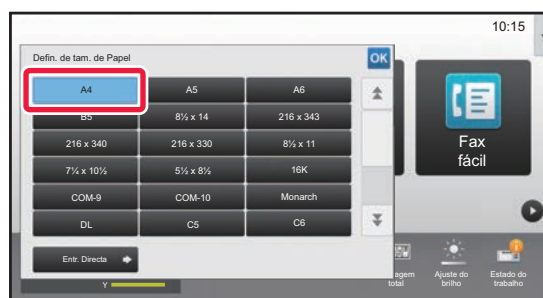 10:15
Defin. de tam. de Papel
OK
A4
A5
A6
B5
8½ x 14
216 x 343
216 x 340
216 x 330
8½ x 11
7¼ x 10½
5½ x 8½
16K
COM-9
COM-10
Monarch
DL
C5
C6
Entr. Directa
Fax
fácil
Y
agem
total
Ajuste do
brilho
Estado do
trabalho